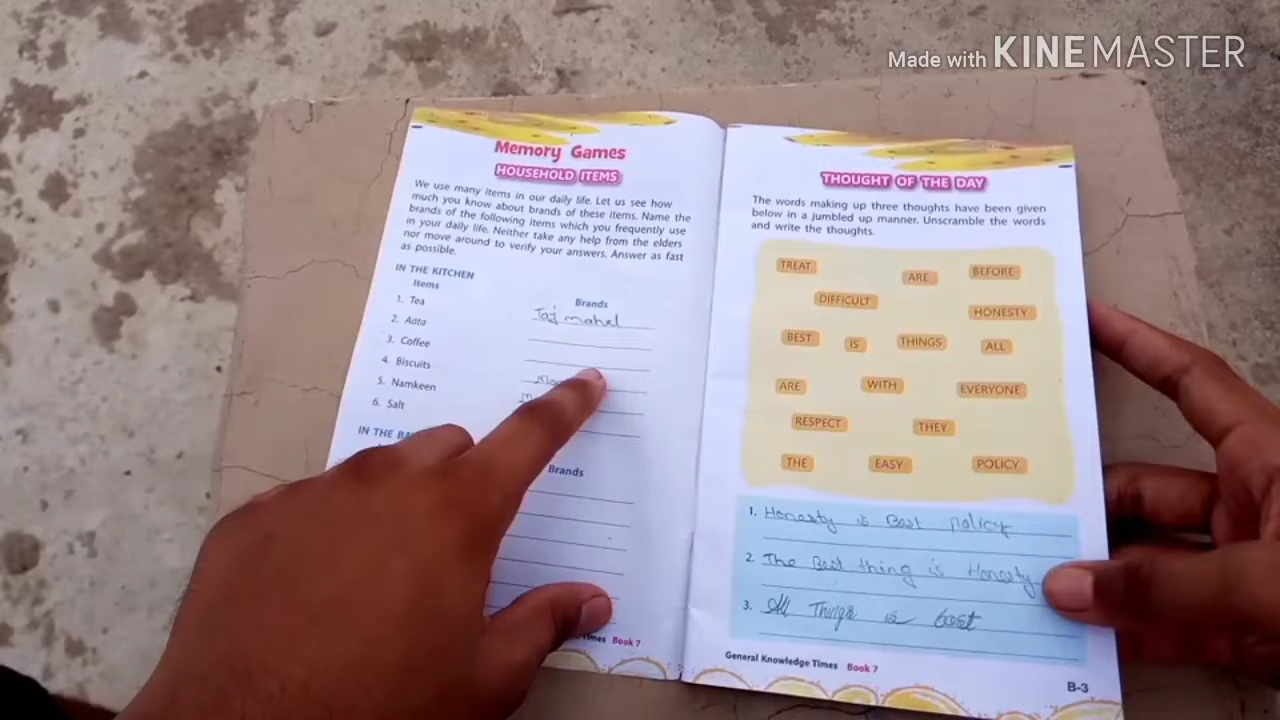 Made with KINEMASTER
Memory Games
HOUSEHOLD ITEMS
We use many items in our daily life. Let us see how
much you know about brands of these items. Name the
brands of the following items which you frequently use
in your daily life. Neither take any help from the elders
nor move around to verify your answers. Answer as fast
as possible.
IN THE KITCHEN
Items
Brands
1. Tea
Taj mahal
2. Aata
3. Coffee
4. Biscuits
5. Namkeen
6. Salt
IN THE
Brands
Times Book 7
THOUGHT OF THE DAY
The words making up three thoughts have been given
below in a jumbled up manner. Unscramble the words
and write the thoughts.
TREAT ARE BEFORE
DIFFICULT HONESTY
BEST IS THINGS ALL
ARE WITH EVERYONE
RESPECT THEY
THE EASY POLICY
1. Honesty is Best policy
2. The Best thing is Honesty
3. All Things is best
General Knowledge Times Book 7
B-3